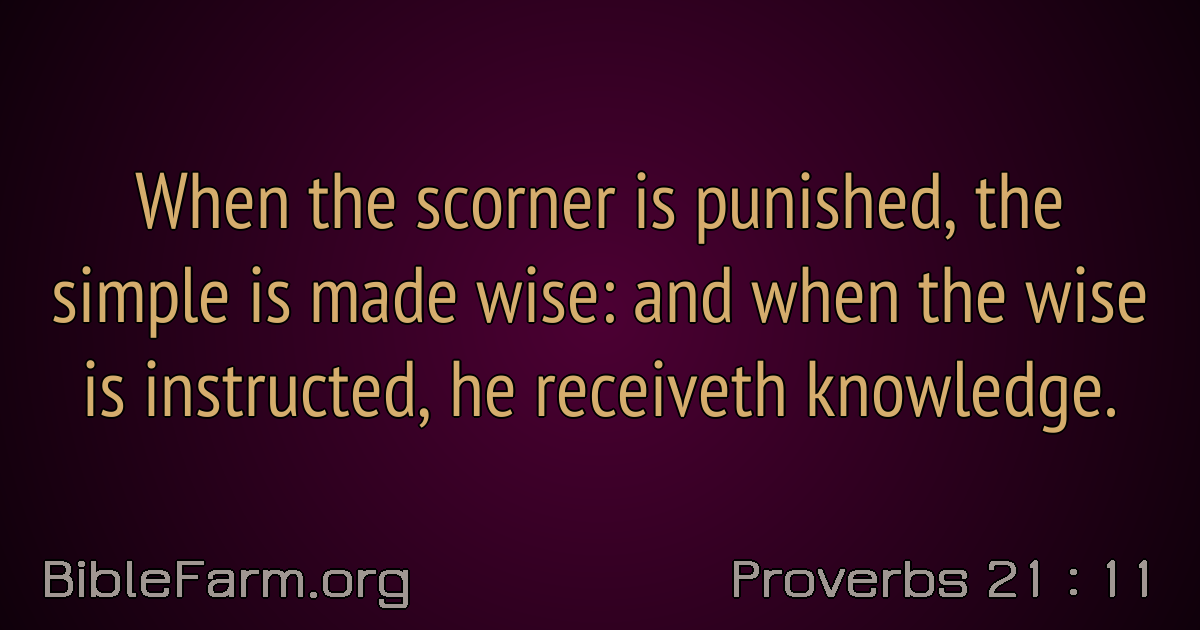 When the scorner is punished, the
simple is made wise: and when the wise
is instructed, he receiveth knowledge.
BibleFarm.org
Proverbs 21 : 11